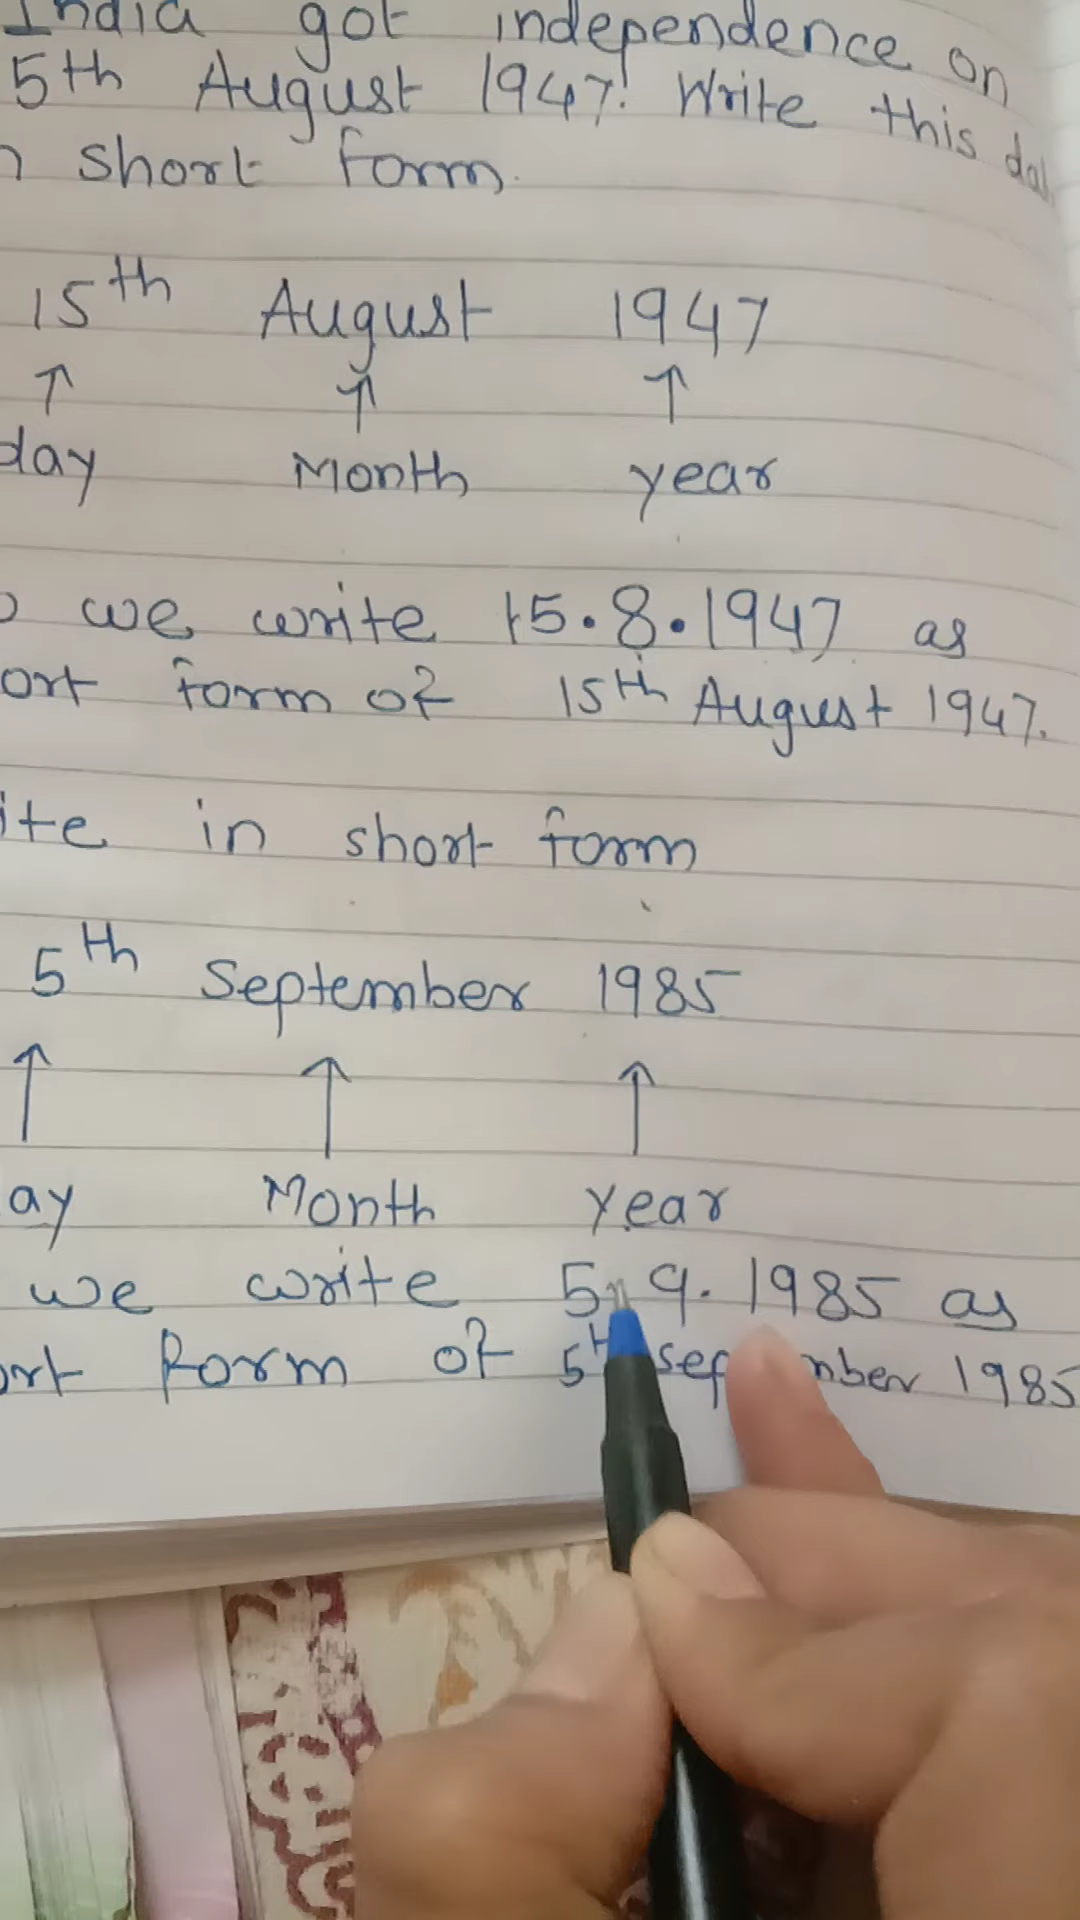 India got independence on
5th August 1947! Write this
short form.
15th August 1947
↑ ↑ ↑
day Month year
we write 15.8.1947 as
ort form of 15th August 1947.
ite in short form
5th September 1985
↑ ↑ ↑
ay Month year
we write 5.9.1985 as
ort form of 5 1985